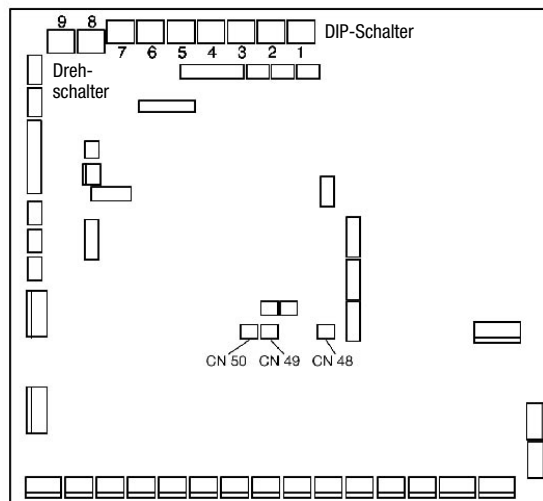 9 8
DIP-Schalter
7 6 5 4 3 2 1
Dreh-
schalter
CN 50 CN 49 CN 48